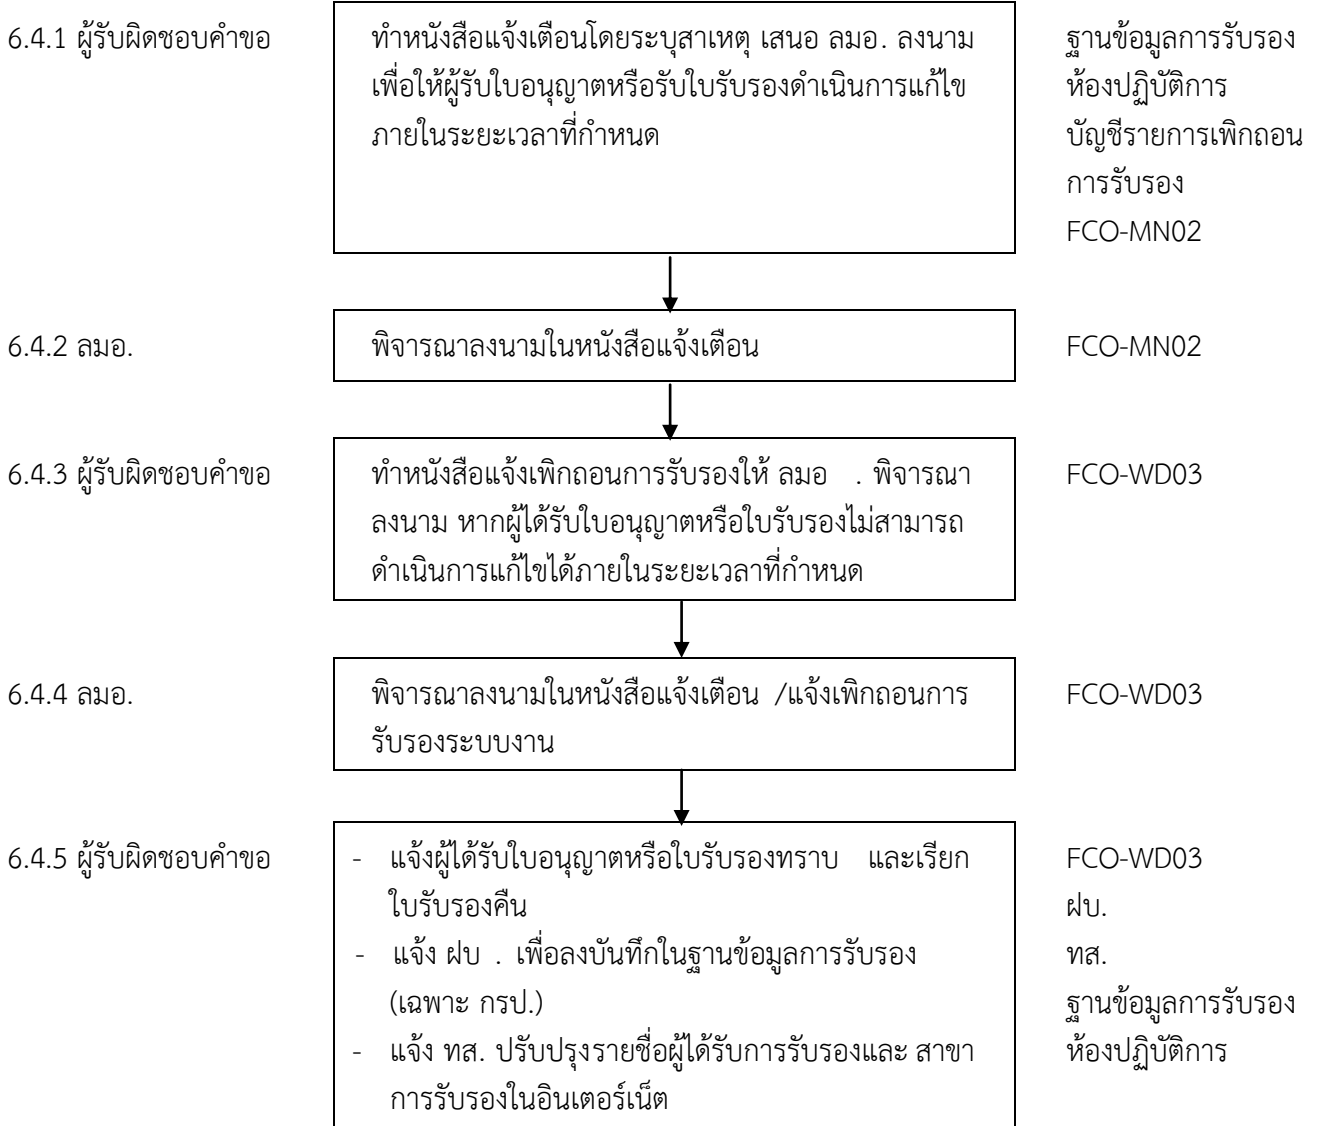 6.4.1 ผู้รับผิดชอบคำขอ
ทำหนังสือแจ้งเตือนโดยระบุสาเหตุ เสนอ ลมอ. ลงนาม
เพื่อให้ผู้รับใบอนุญาตหรือรับใบรับรองดำเนินการแก้ไข
ภายในระยะเวลาที่กำหนด
ฐานข้อมูลการรับรอง
ห้องปฏิบัติการ
บัญชีรายการเพิกถอน
การรับรอง
FCO-MN02
6.4.2 ลมอ.
พิจารณาลงนามในหนังสือแจ้งเตือน
FCO-MN02
6.4.3 ผู้รับผิดชอบคำขอ
ทำหนังสือแจ้งเพิกถอนการรับรองให้ ลมอ . พิจารณา
ลงนาม หากผู้ได้รับใบอนุญาตหรือใบรับรองไม่สามารถ
ดำเนินการแก้ไขได้ภายในระยะเวลาที่กำหนด
FCO-WD03
6.4.4 ลมอ.
พิจารณาลงนามในหนังสือแจ้งเตือน /แจ้งเพิกถอนการ
รับรองระบบงาน
FCO-WD03
6.4.5 ผู้รับผิดชอบคำขอ
- แจ้งผู้ได้รับใบอนุญาตหรือใบรับรองทราบ และเรียก
ใบรับรองคืน
- แจ้ง ฝบ . เพื่อลงบันทึกในฐานข้อมูลการรับรอง
(เฉพาะ กรป.)
- แจ้ง ทส. ปรับปรุงรายชื่อผู้ได้รับการรับรองและ สาขา
การรับรองในอินเตอร์เน็ต
FCO-WD03
ฝบ.
ทส.
ฐานข้อมูลการรับรอง
ห้องปฏิบัติการ